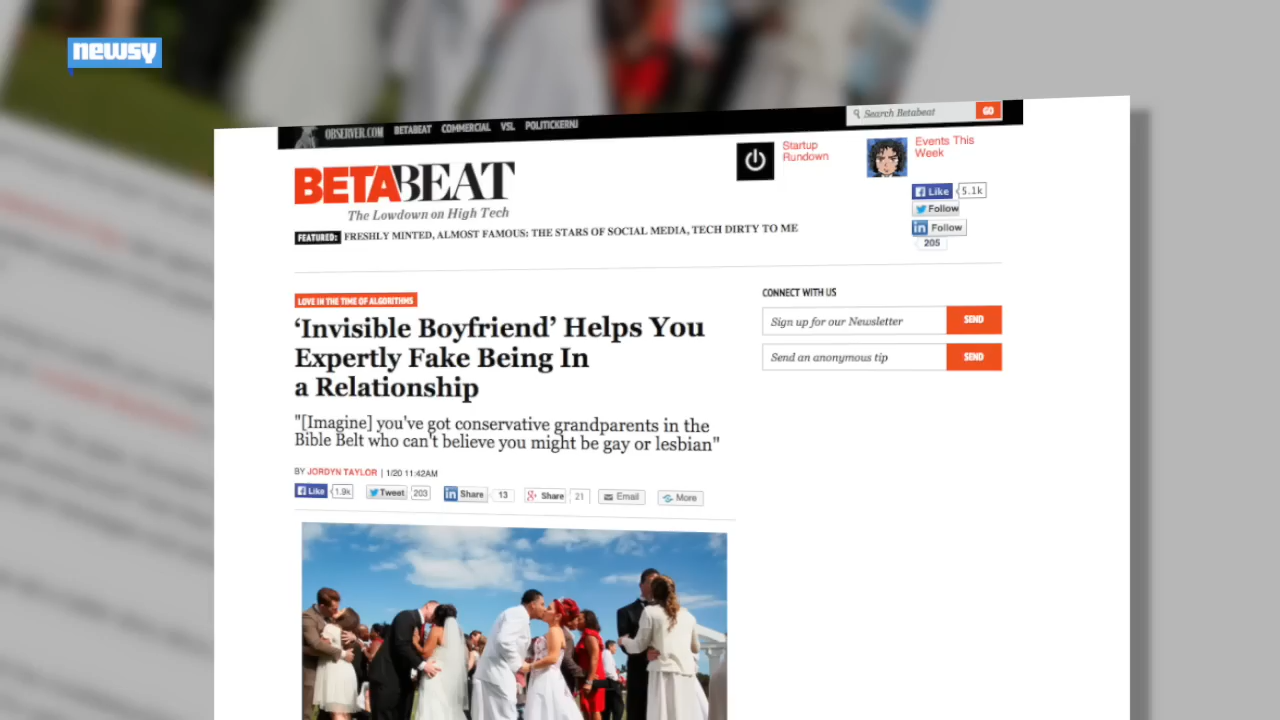 newsy
OBSERVER.COM BETABEAT COMMERCIAL VSL POLITICKERNJ
Search Betabeat GO
BETABEAT
The Lowdown on High Tech
Startup
Rundown
Events This
Week
Like 5.1k
Follow
in Follow
205
FEATURED: FRESHLY MINTED, ALMOST FAMOUS: THE STARS OF SOCIAL MEDIA, TECH DIRTY TO ME
LOVE IN THE TIME OF ALGORITHMS
‘Invisible Boyfriend’ Helps You
Expertly Fake Being In
a Relationship
"[Imagine] you've got conservative grandparents in the
Bible Belt who can't believe you might be gay or lesbian"
BY JORDYN TAYLOR | 1/20 11:42AM
Like 1.9k Tweet 203 in Share 13 Share 21 Email More
CONNECT WITH US
Sign up for our Newsletter SEND
Send an anonymous tip SEND